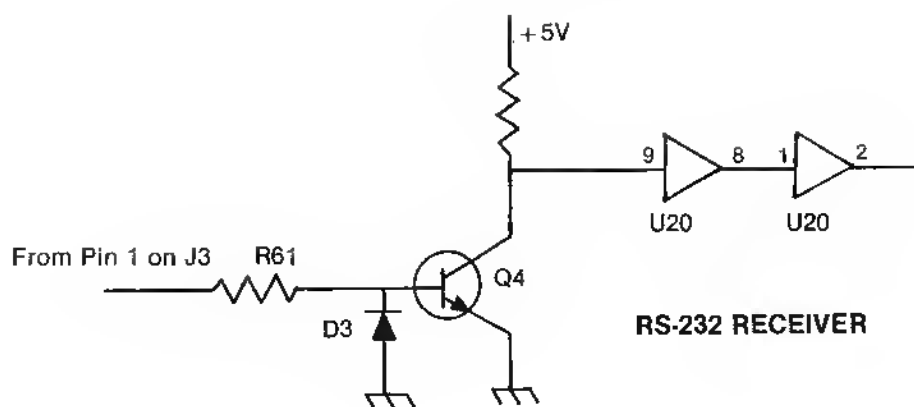 +5V
9 8 1 2
U20 U20
From Pin 1 on J3 R61
Q4
D3
RS-232 RECEIVER